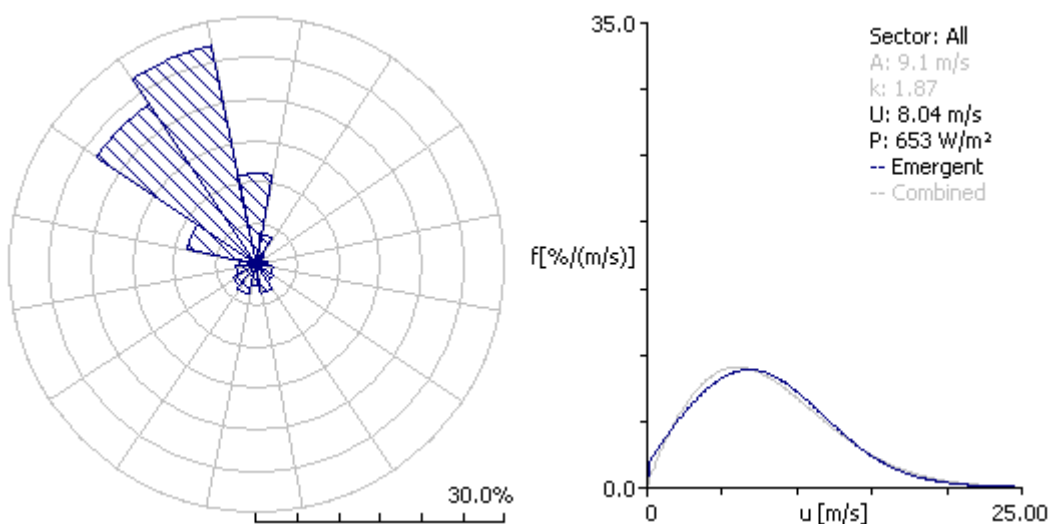 30.0%
35.0
Sector: All
A: 9.1 m/s
k: 1.87
U: 8.04 m/s
P: 653 W/m²
-- Emergent
-- Combined
f[%/(m/s)]
0.0
0
u [m/s]
25.00